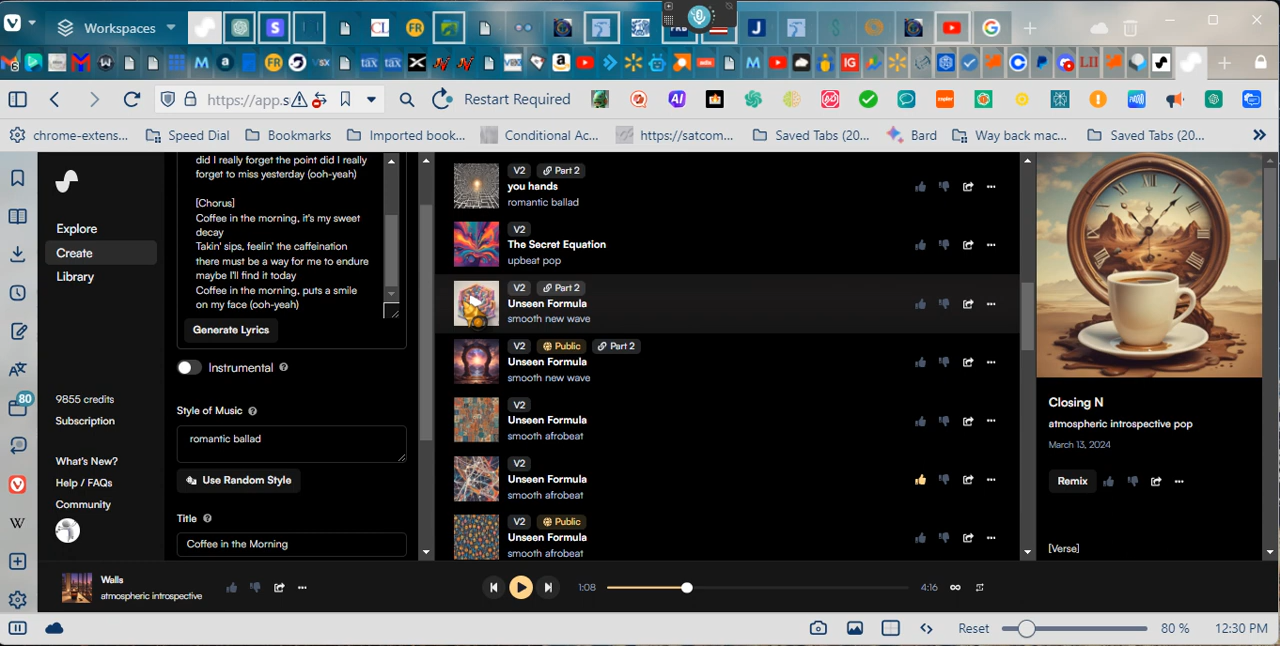 Workspaces
https://app.s
Restart Required
chrome-extens...
Speed Dial
Bookmarks
Imported book...
Conditional Ac...
https://satcom...
Saved Tabs (20...
Bard
Way back mac...
Saved Tabs (20...
80
Explore
Create
Library
9855 credits
Subscription
What's New?
Help / FAQs
Community
did I really forget the point did I really
forget to miss yesterday (ooh-yeah)
[Chorus]
Coffee in the morning, it's my sweet
decay
Takin' sips, feelin' the caffeination
there must be a way for me to endure
maybe I'll find it today
Coffee in the morning, puts a smile
on my face (ooh-yeah)
Generate Lyrics
Instrumental
Style of Music
romantic ballad
Use Random Style
Title
Coffee in the Morning
V2 Part 2
you hands
romantic ballad
V2
The Secret Equation
upbeat pop
V2 Part 2
Unseen Formula
smooth new wave
V2 Public Part 2
Unseen Formula
smooth new wave
V2
Unseen Formula
smooth afrobeat
V2
Unseen Formula
smooth afrobeat
V2 Public
Unseen Formula
smooth afrobeat
Closing N
atmospheric introspective pop
March 13, 2024
Remix
[Verse]
Walls
atmospheric introspective
1:08
4:16
Reset
80 %
12:30 PM